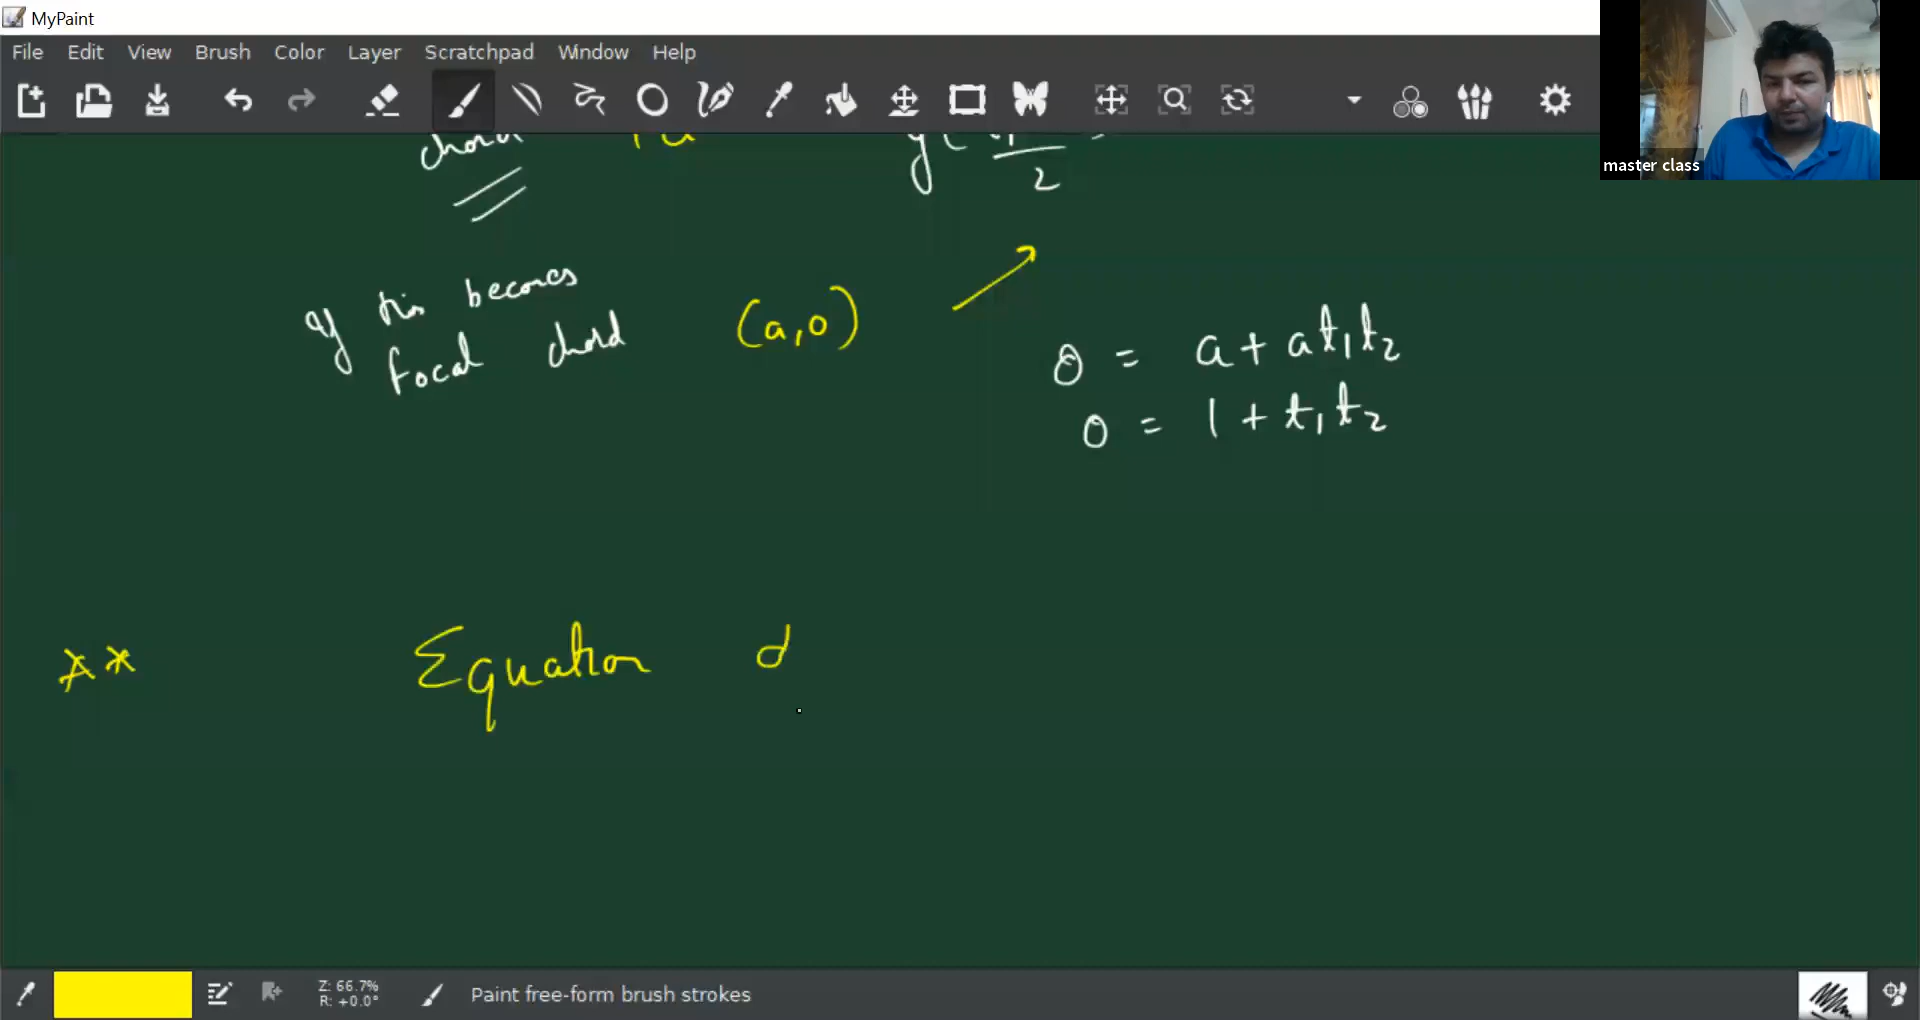 MyPaint
File Edit View Brush Color Layer Scratchpad Window Help
master class
chord
2
If this becomes
focal chord (a,0)
0 = a + at₁t₂
0 = 1 + t₁t₂
** Equation
Z: 66.7%
R: +0.0°
Paint free-form brush strokes